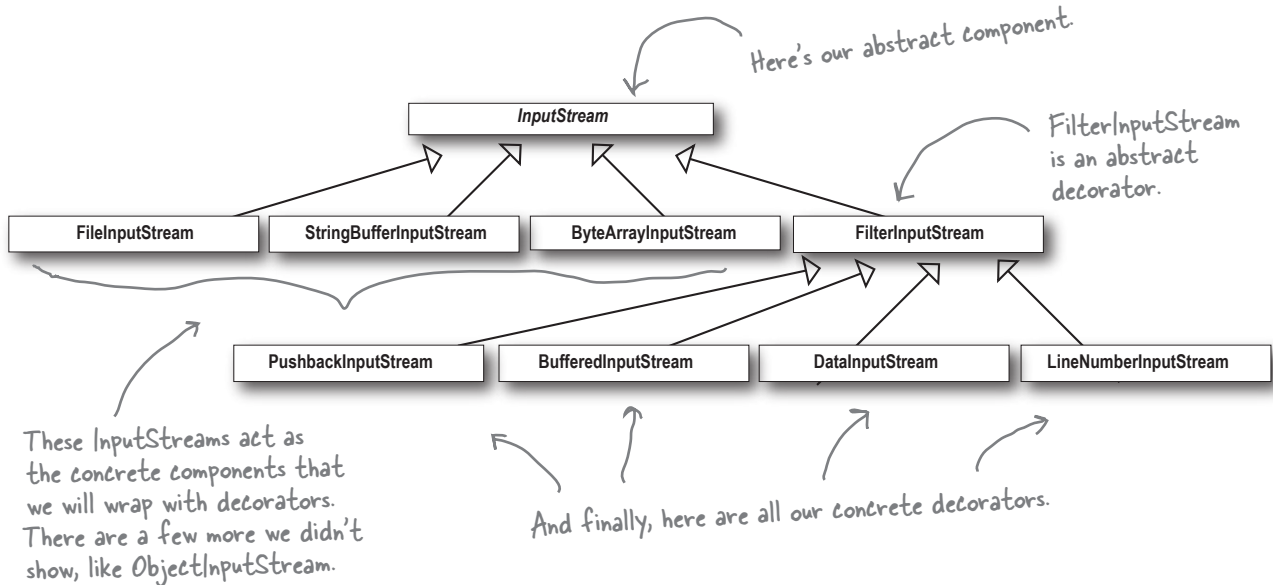 Here's our abstract component.
InputStream
FilterInputStream
is an abstract
decorator.
FileInputStream
StringBufferInputStream
ByteArrayInputStream
FilterInputStream
PushbackInputStream
BufferedInputStream
DataInputStream
LineNumberInputStream
These InputStreams act as
the concrete components that
we will wrap with decorators.
There are a few more we didn't
show, like ObjectInputStream.
And finally, here are all our concrete decorators.